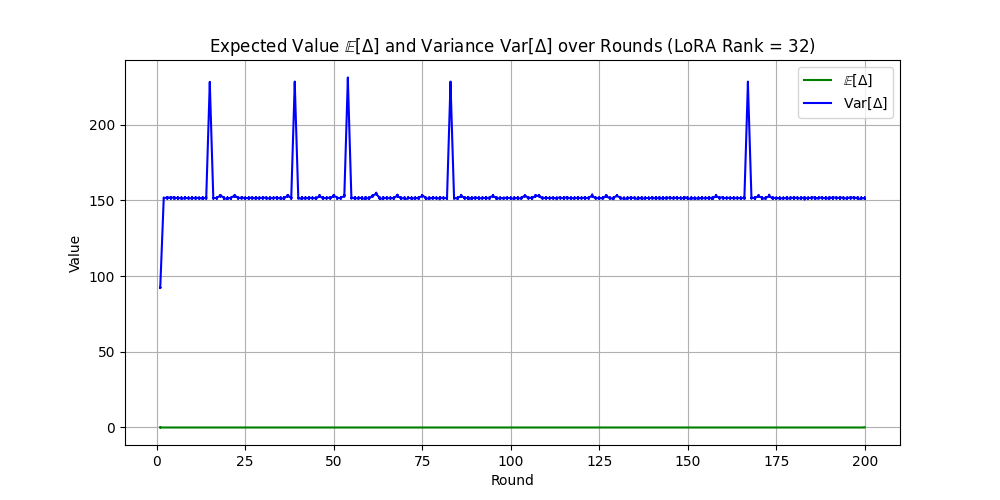 Expected Value 𝔼[Δ] and Variance Var[Δ] over Rounds (LoRA Rank = 32)
𝔼[Δ]
Var[Δ]
200
150
100
50
0
Value
0 25 50 75 100 125 150 175 200
Round